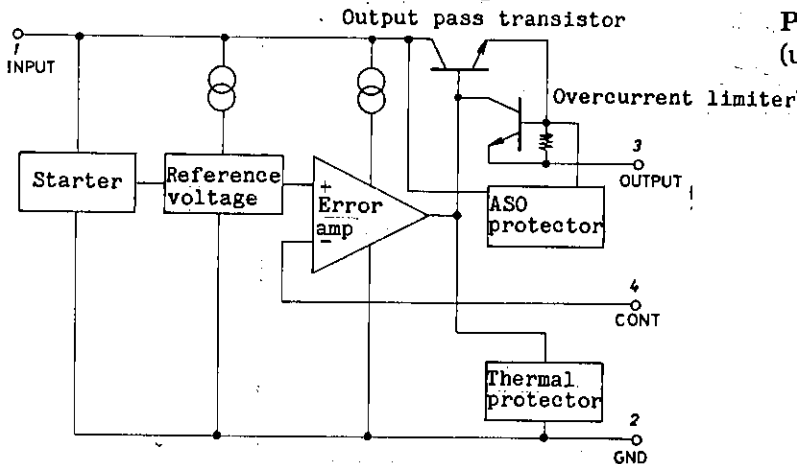 Output pass transistor
P
(u
1
INPUT
Overcurrent limiter
3
OUTPUT
Starter
Reference
voltage
+
Error
amp
−
ASO
protector
4
CONT
Thermal
protector
2
GND